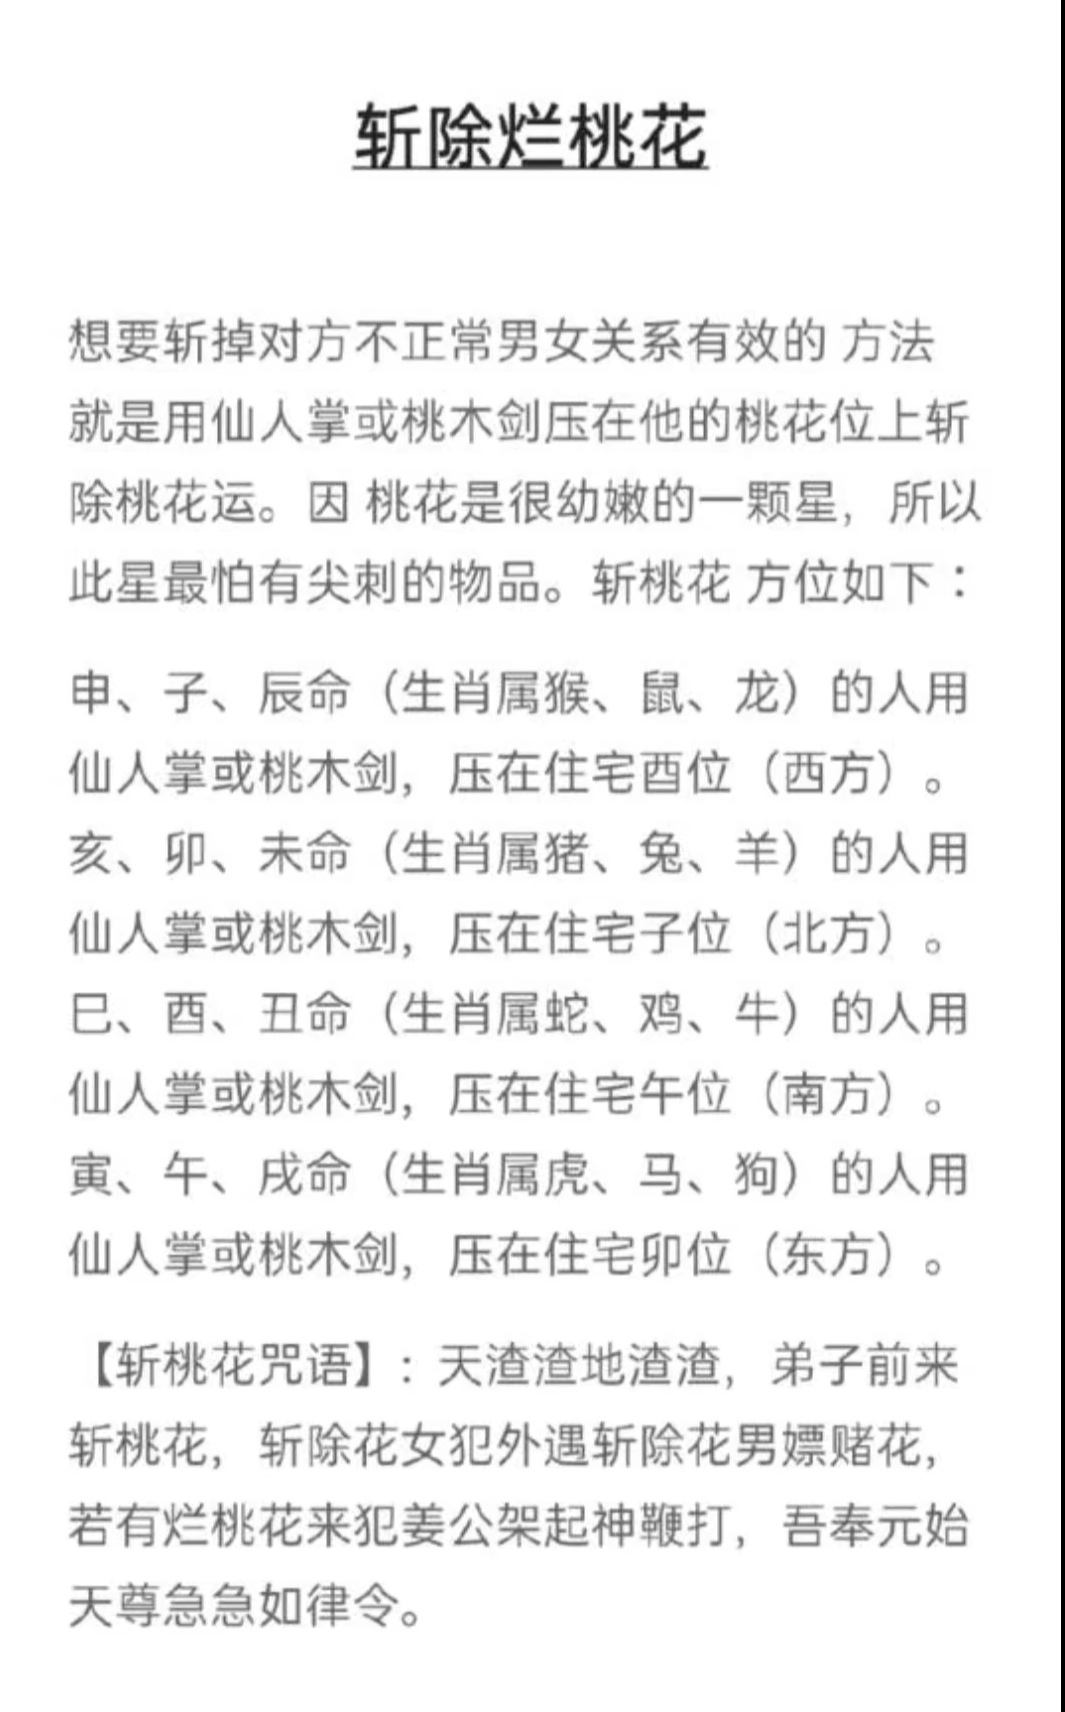 斩除烂桃花
想要斩掉对方不正常男女关系有效的 方法
就是用仙人掌或桃木剑压在他的桃花位上斩
除桃花运。因 桃花是很幼嫩的一颗星，所以
此星最怕有尖刺的物品。斩桃花 方位如下：
申、子、辰命（生肖属猴、鼠、龙）的人用
仙人掌或桃木剑，压在住宅酉位（西方）。
亥、卯、未命（生肖属猪、兔、羊）的人用
仙人掌或桃木剑，压在住宅子位（北方）。
巳、酉、丑命（生肖属蛇、鸡、牛）的人用
仙人掌或桃木剑，压在住宅午位（南方）。
寅、午、戌命（生肖属虎、马、狗）的人用
仙人掌或桃木剑，压在住宅卯位（东方）。
【斩桃花咒语】：天渣渣地渣渣，弟子前来
斩桃花，斩除花女犯外遇斩除花男嫖赌花，
若有烂桃花来犯姜公架起神鞭打，吾奉元始
天尊急急如律令。